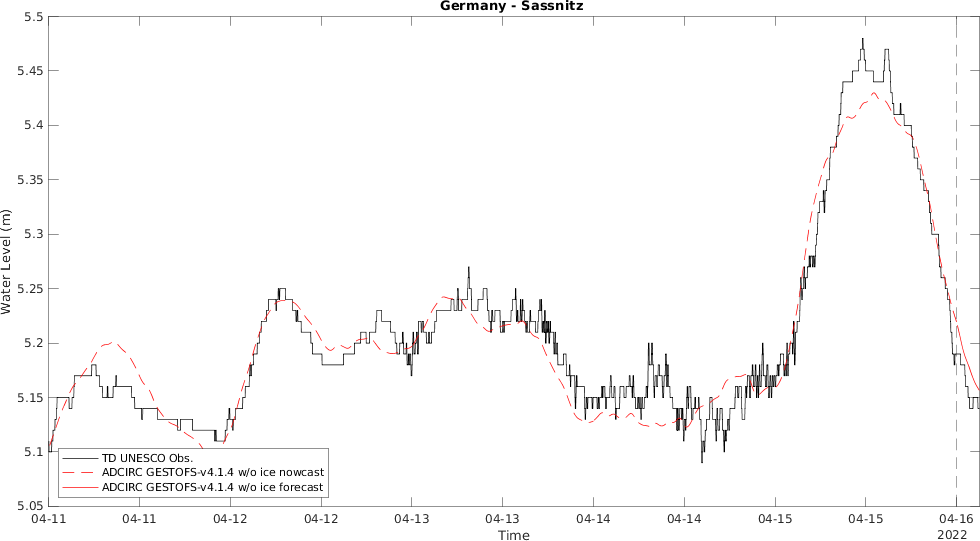 Germany - Sassnitz
5.5
5.45
5.4
5.35
5.3
5.25
5.2
5.15
5.1
5.05
Water Level (m)
TD UNESCO Obs.
ADCIRC GESTOFS-v4.1.4 w/o ice nowcast
ADCIRC GESTOFS-v4.1.4 w/o ice forecast
04-11 04-11 04-12 04-12 04-13 04-13 04-14 04-14 04-15 04-15 04-16
Time 2022